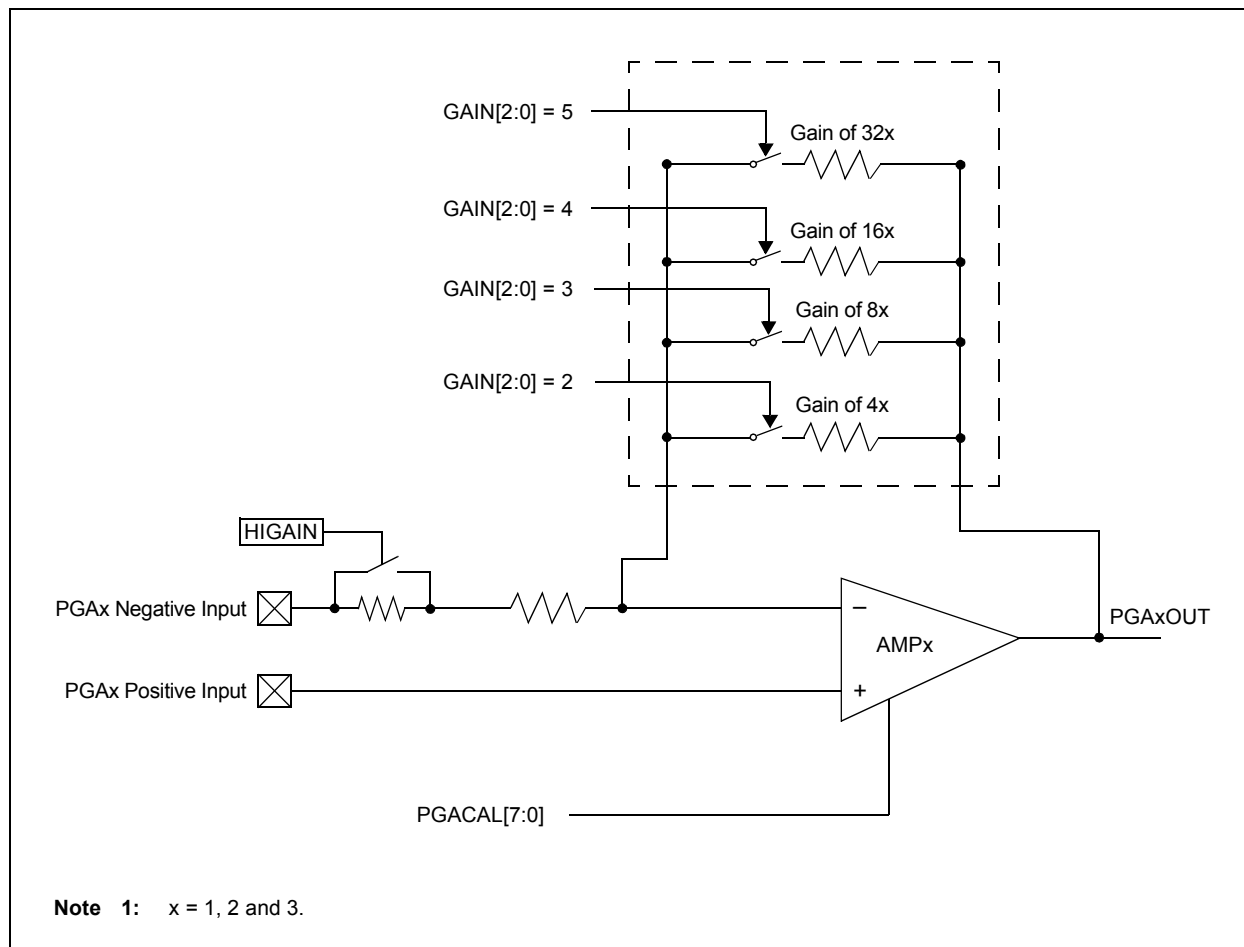 GAIN[2:0] = 5
Gain of 32x
GAIN[2:0] = 4
Gain of 16x
GAIN[2:0] = 3
Gain of 8x
GAIN[2:0] = 2
Gain of 4x
HIGAIN
PGAx Negative Input
–
PGAxOUT
AMPx
PGAx Positive Input
+
PGACAL[7:0]
Note 1: x = 1, 2 and 3.